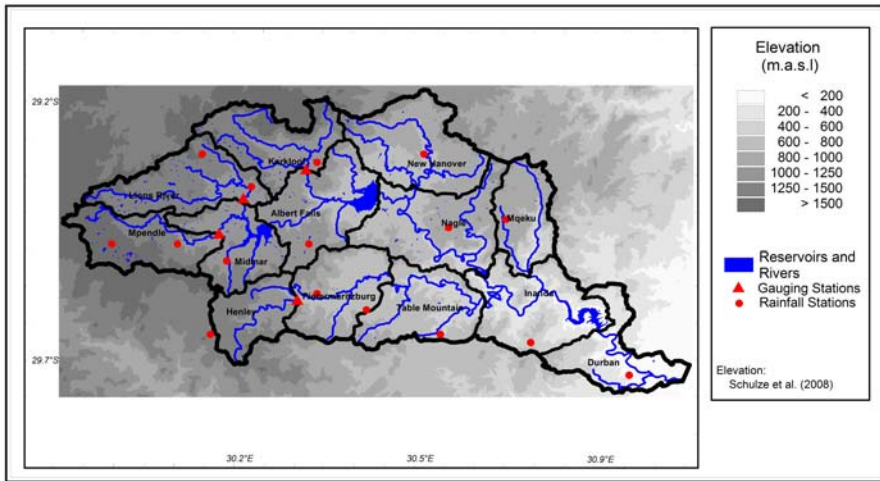 29.2°S
29.7°S
30.2°E
30.5°E
30.9°E
Karkloof
New Hanover
Lions River
Albert Falls
Nagle
Mqeku
Mpendle
Midmar
Henley
Pietermaritzburg
Table Mountain
Inanda
Durban
Elevation
(m.a.s.l)
< 200
200 - 400
400 - 600
600 - 800
800 - 1000
1000 - 1250
1250 - 1500
> 1500
Reservoirs and
Rivers
Gauging Stations
Rainfall Stations
Elevation:
Schulze et al. (2008)